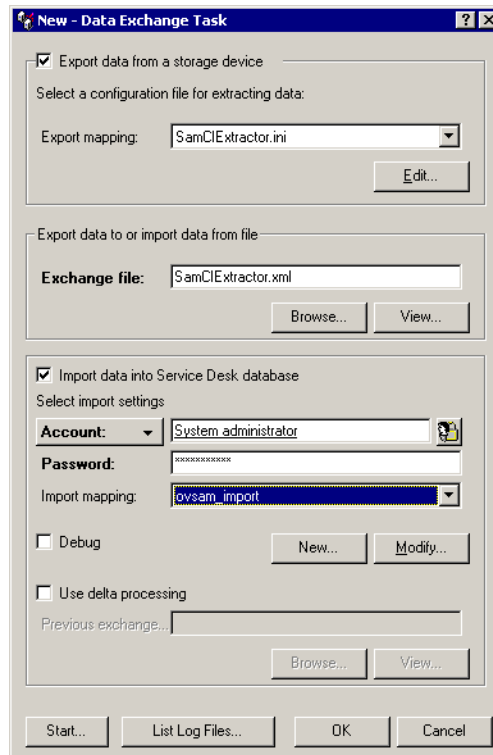 New - Data Exchange Task
Export data from a storage device
Select a configuration file for extracting data:
Export mapping: SamCIExtractor.ini
Edit...
Export data to or import data from file
Exchange file: SamCIExtractor.xml
Browse... View...
Import data into Service Desk database
Select import settings
Account: System administrator
Password: ***********
Import mapping: ovsam_import
Debug New... Modify...
Use delta processing
Previous exchange...
Browse... View...
Start... List Log Files... OK Cancel